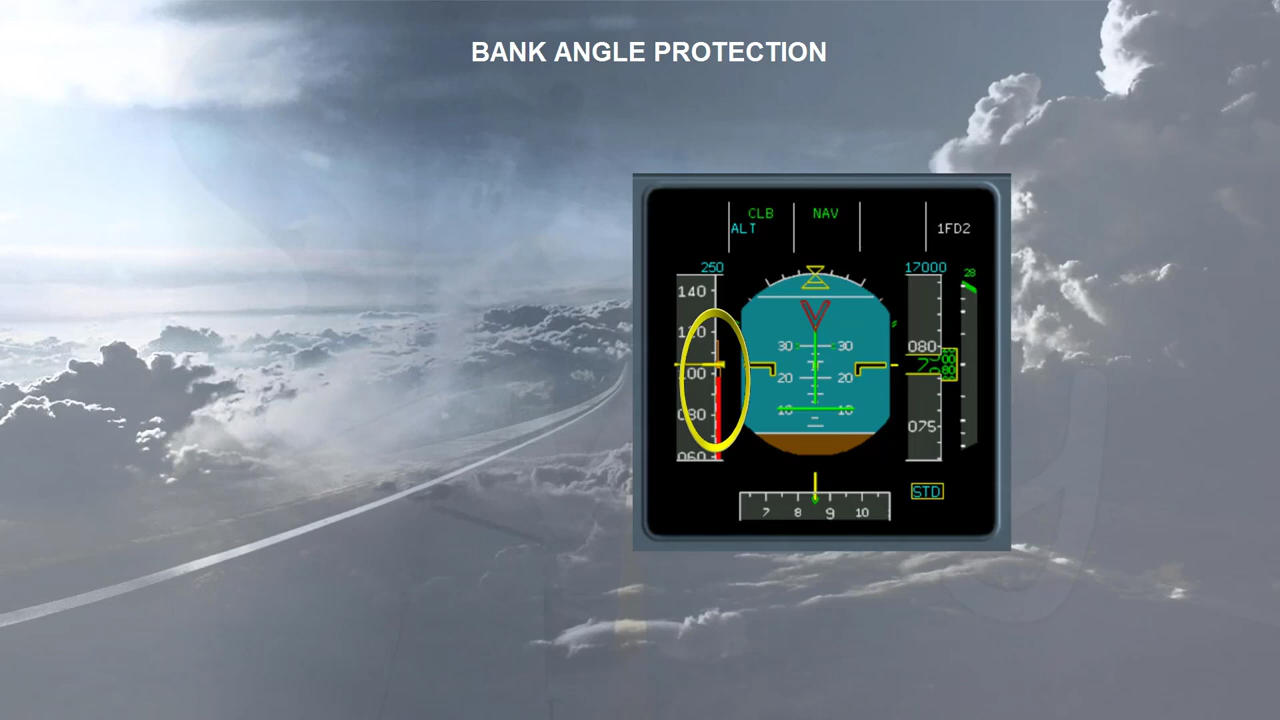 BANK ANGLE PROTECTION
CLB NAV
ALT 1FD2
250 17000 28
140
120
30 30 080
100
20 20
080 10 10
075
060
STD
7 8 9 10